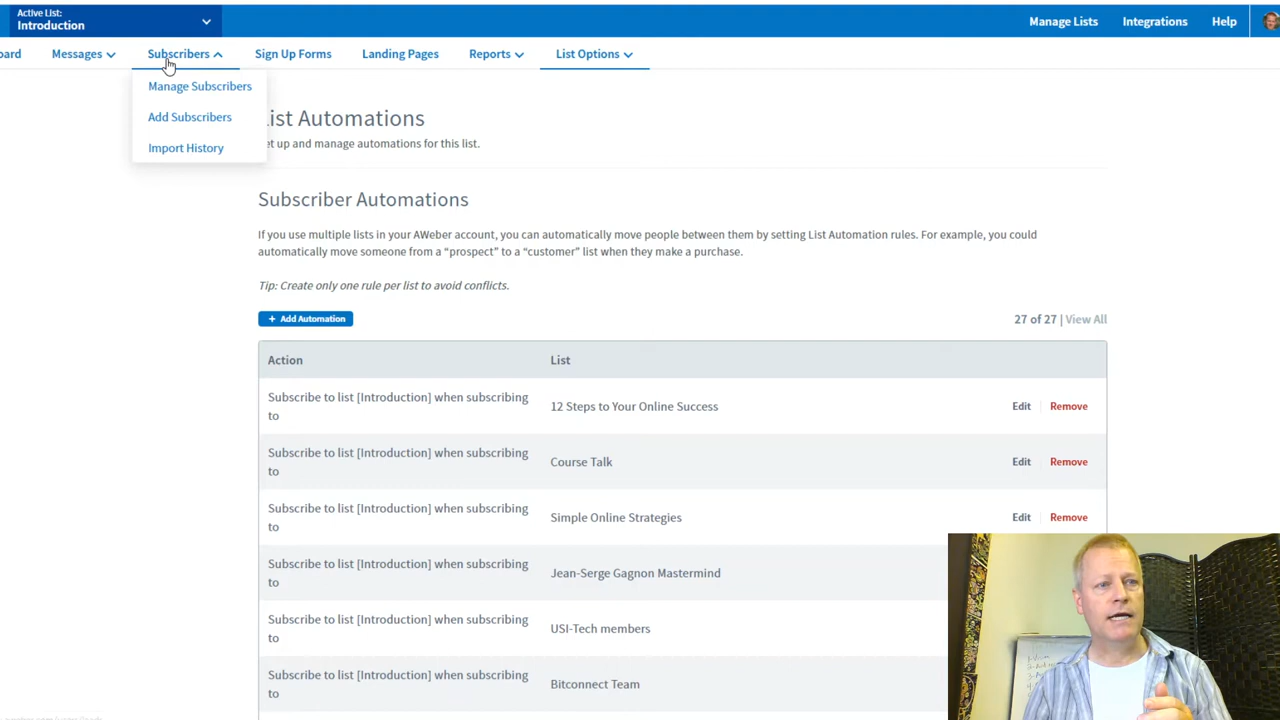 Active List:
Introduction
Manage Lists
Integrations
Help
oard
Messages
Subscribers
Sign Up Forms
Landing Pages
Reports
List Options
Manage Subscribers
Add Subscribers
Import History
List Automations
et up and manage automations for this list.
Subscriber Automations
If you use multiple lists in your AWeber account, you can automatically move people between them by setting List Automation rules. For example, you could
automatically move someone from a “prospect” to a “customer” list when they make a purchase.
Tip: Create only one rule per list to avoid conflicts.
+ Add Automation
27 of 27 | View All
Action
List
Subscribe to list [Introduction] when subscribing
to
12 Steps to Your Online Success
Edit
Remove
Subscribe to list [Introduction] when subscribing
to
Course Talk
Edit
Remove
Subscribe to list [Introduction] when subscribing
to
Simple Online Strategies
Edit
Remove
Subscribe to list [Introduction] when subscribing
to
Jean-Serge Gagnon Mastermind
Subscribe to list [Introduction] when subscribing
to
USI-Tech members
Subscribe to list [Introduction] when subscribing
to
Bitconnect Team